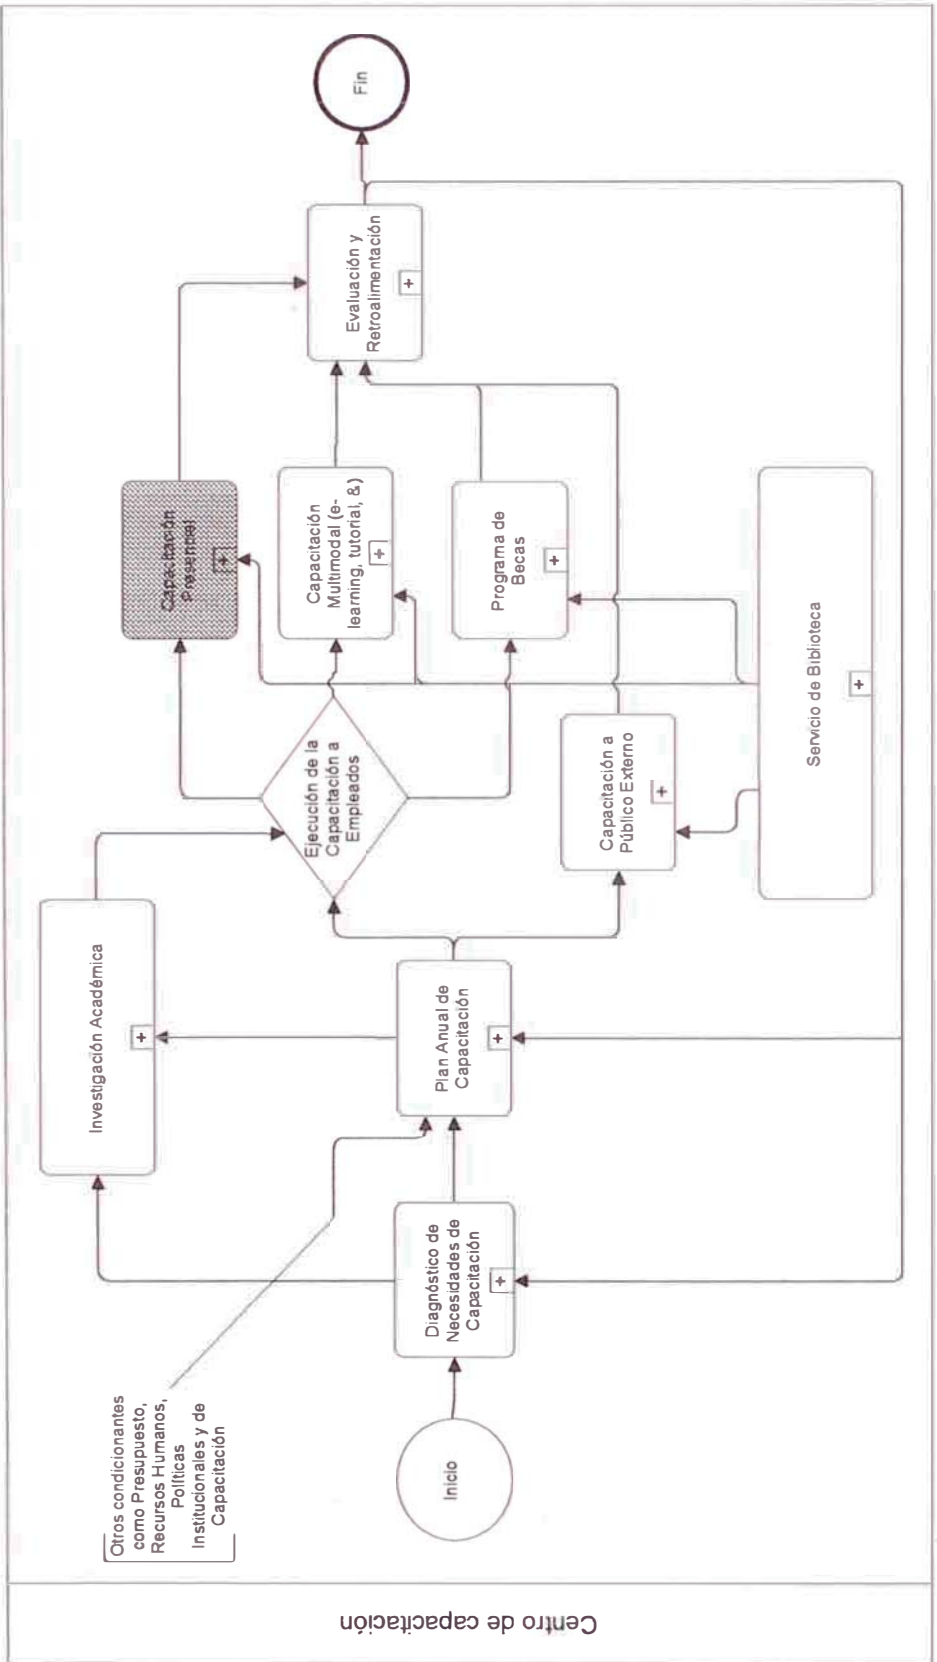 Centro de capacitación
Otros condicionantes
como Presupuesto,
Recursos Humanos,
Políticas
Institucionales y de
Capacitación
Inicio
Diagnóstico de
Necesidades de
Capacitación
+
Investigación Académica
+
Plan Anual de
Capacitación
+
Ejecución de la
Capacitación a
Empleados
Capacitación
Presencial
+
Capacitación
Multimodal (e-
learning, tutorial, &)
+
Programa de
Becas
+
Capacitación a
Público Externo
+
Servicio de Biblioteca
+
Evaluación y
Retroalimentación
+
Fin